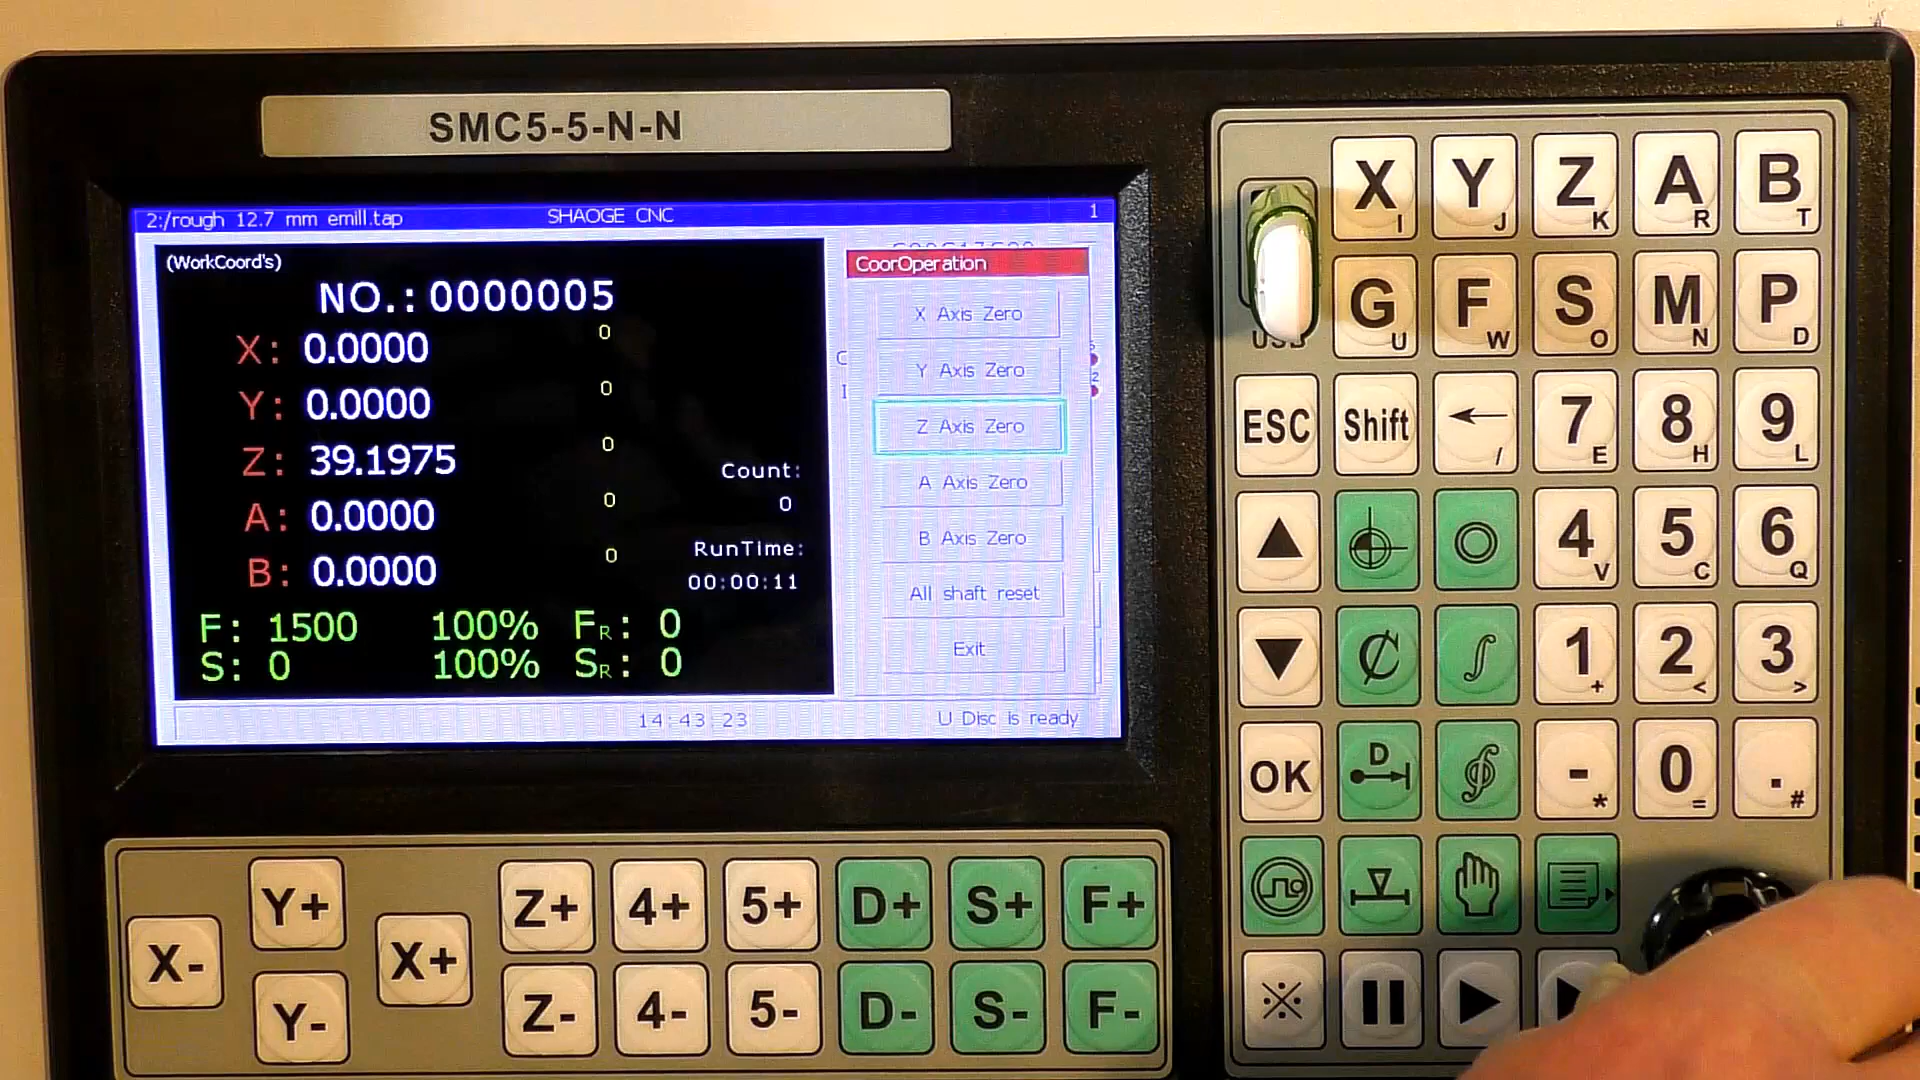 SMC5-5-N-N
2:/rough 12.7 mm emill.tap SHAOGE CNC 1
(WorkCoord's)
NO.:0000005
X: 0.0000 0
Y: 0.0000 0
Z: 39.1975 0
A: 0.0000 0
B: 0.0000 0
Count:
0
RunTime:
00:00:11
F: 1500 100% FR: 0
S: 0 100% SR: 0
CoorOperation
X Axis Zero
Y Axis Zero
Z Axis Zero
A Axis Zero
B Axis Zero
All shaft reset
Exit
14:43:23 U Disc is ready
USB
X I Y J Z K A R B T
G U F W S O M N P D
ESC Shift / 7 E 8 H 9 L
4 V 5 C 6 Q
1 + 2 < 3 >
OK D - * 0 = . #
X- Y+ Y- X+
Z+ 4+ 5+ D+ S+ F+
Z- 4- 5- D- S- F-